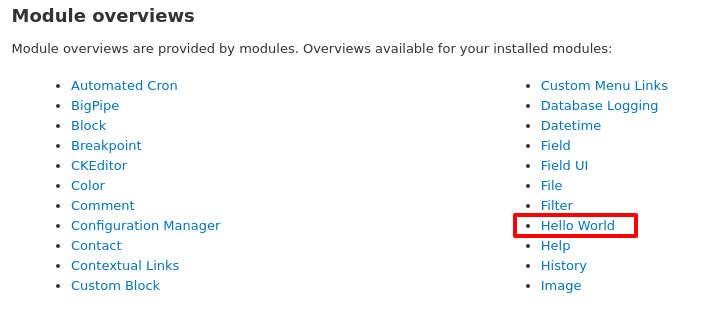 Module overviews
Module overviews are provided by modules. Overviews available for your installed modules:
Automated Cron
BigPipe
Block
Breakpoint
CKEditor
Color
Comment
Configuration Manager
Contact
Contextual Links
Custom Block
Custom Menu Links
Database Logging
Datetime
Field
Field UI
File
Filter
Hello World
Help
History
Image